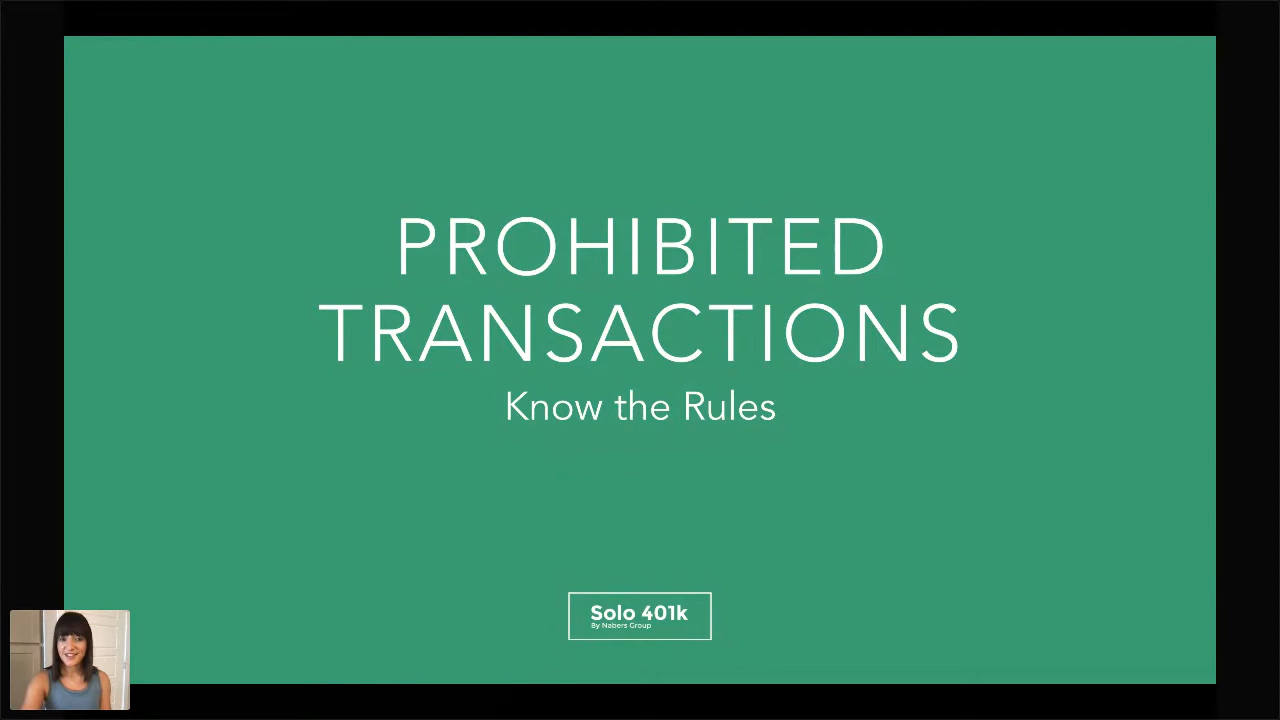 PROHIBITED
TRANSACTIONS
Know the Rules
Solo 401k
By Nabers Group